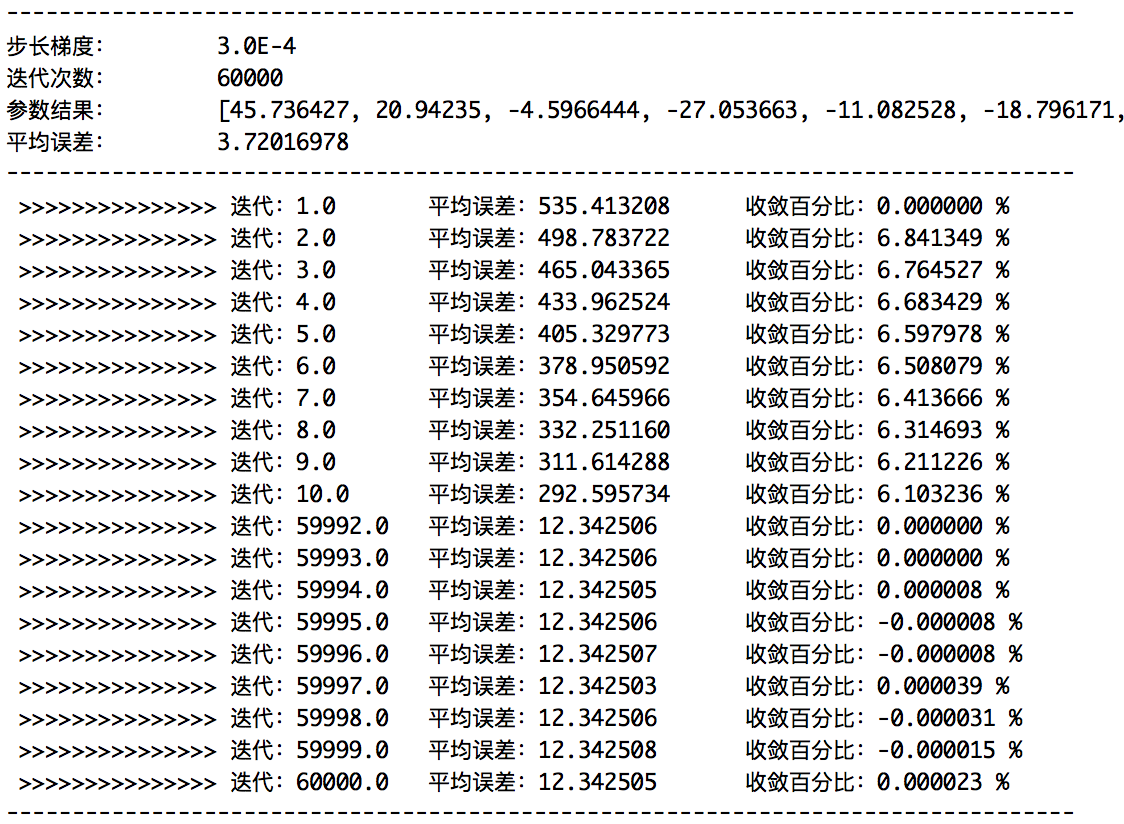 --------------------------------------------------------------------------------
步长梯度:	3.0E-4
迭代次数:	60000
参数结果:	[45.736427, 20.94235, -4.5966444, -27.053663, -11.082528, -18.796171,
平均误差:	3.72016978
--------------------------------------------------------------------------------
>>>>>>>>>>>>>>> 迭代: 1.0	平均误差: 535.413208	收敛百分比: 0.000000 %
>>>>>>>>>>>>>>> 迭代: 2.0	平均误差: 498.783722	收敛百分比: 6.841349 %
>>>>>>>>>>>>>>> 迭代: 3.0	平均误差: 465.043365	收敛百分比: 6.764527 %
>>>>>>>>>>>>>>> 迭代: 4.0	平均误差: 433.962524	收敛百分比: 6.683429 %
>>>>>>>>>>>>>>> 迭代: 5.0	平均误差: 405.329773	收敛百分比: 6.597978 %
>>>>>>>>>>>>>>> 迭代: 6.0	平均误差: 378.950592	收敛百分比: 6.508079 %
>>>>>>>>>>>>>>> 迭代: 7.0	平均误差: 354.645966	收敛百分比: 6.413666 %
>>>>>>>>>>>>>>> 迭代: 8.0	平均误差: 332.251160	收敛百分比: 6.314693 %
>>>>>>>>>>>>>>> 迭代: 9.0	平均误差: 311.614288	收敛百分比: 6.211226 %
>>>>>>>>>>>>>>> 迭代: 10.0	平均误差: 292.595734	收敛百分比: 6.103236 %
>>>>>>>>>>>>>>> 迭代: 59992.0	平均误差: 12.342506	收敛百分比: 0.000000 %
>>>>>>>>>>>>>>> 迭代: 59993.0	平均误差: 12.342506	收敛百分比: 0.000000 %
>>>>>>>>>>>>>>> 迭代: 59994.0	平均误差: 12.342505	收敛百分比: 0.000008 %
>>>>>>>>>>>>>>> 迭代: 59995.0	平均误差: 12.342506	收敛百分比: -0.000008 %
>>>>>>>>>>>>>>> 迭代: 59996.0	平均误差: 12.342507	收敛百分比: -0.000008 %
>>>>>>>>>>>>>>> 迭代: 59997.0	平均误差: 12.342503	收敛百分比: 0.000039 %
>>>>>>>>>>>>>>> 迭代: 59998.0	平均误差: 12.342506	收敛百分比: -0.000031 %
>>>>>>>>>>>>>>> 迭代: 59999.0	平均误差: 12.342508	收敛百分比: -0.000015 %
>>>>>>>>>>>>>>> 迭代: 60000.0	平均误差: 12.342505	收敛百分比: 0.000023 %
--------------------------------------------------------------------------------